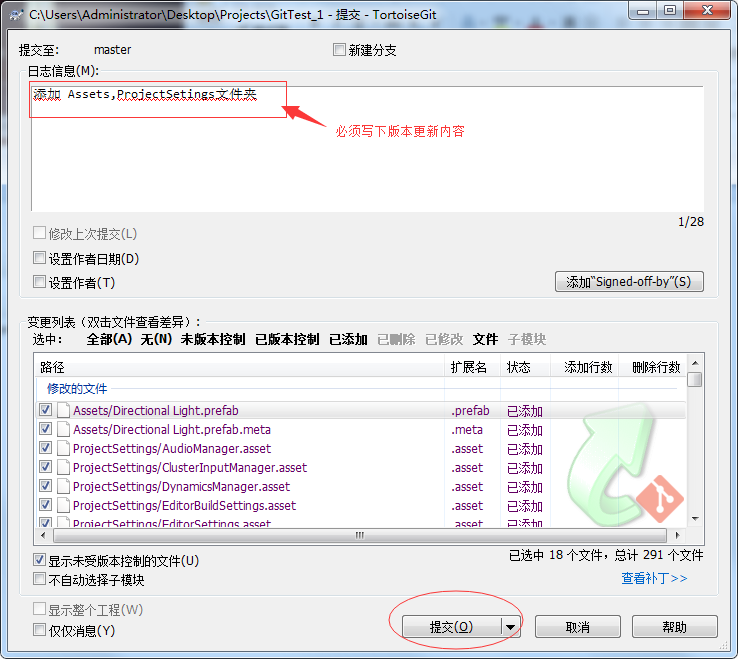 C:\Users\Administrator\Desktop\Projects\GitTest_1 - 提交 - TortoiseGit
提交至: master 新建分支
日志信息(M):
添加 Assets,ProjectSetings文件夹
必须写下版本更新内容
1/28
修改上次提交(L)
设置作者日期(D)
设置作者(T) 添加"Signed-off-by"(S)
变更列表（双击文件查看差异）:
选中: 全部(A) 无(N) 未版本控制 已版本控制 已添加 已删除 已修改 文件 子模块
路径 扩展名 状态 添加行数 删除行数
修改的文件
Assets/Directional Light.prefab .prefab 已添加
Assets/Directional Light.prefab.meta .meta 已添加
ProjectSettings/AudioManager.asset .asset 已添加
ProjectSettings/ClusterInputManager.asset .asset 已添加
ProjectSettings/DynamicsManager.asset .asset 已添加
ProjectSettings/EditorBuildSettings.asset .asset 已添加
ProjectSettings/EditorSettings.asset .asset 已添加
显示未受版本控制的文件(U) 已选中 18 个文件，总计 291 个文件
不自动选择子模块 查看补丁>>
显示整个工程(W)
仅仅消息(Y) 提交(O) 取消 帮助